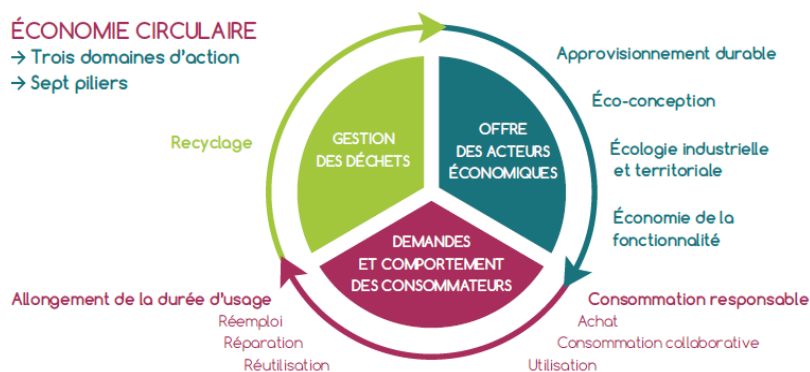 ÉCONOMIE CIRCULAIRE
→ Trois domaines d'action
→ Sept piliers
Approvisionnement durable
Éco-conception
Écologie industrielle
et territoriale
Économie de la
fonctionnalité
OFFRE
DES ACTEURS
ÉCONOMIQUES
GESTION
DES DÉCHETS
Recyclage
DEMANDES
ET COMPORTEMENT
DES CONSOMMATEURS
Consommation responsable
Achat
Consommation collaborative
Utilisation
Allongement de la durée d'usage
Réemploi
Réparation
Réutilisation